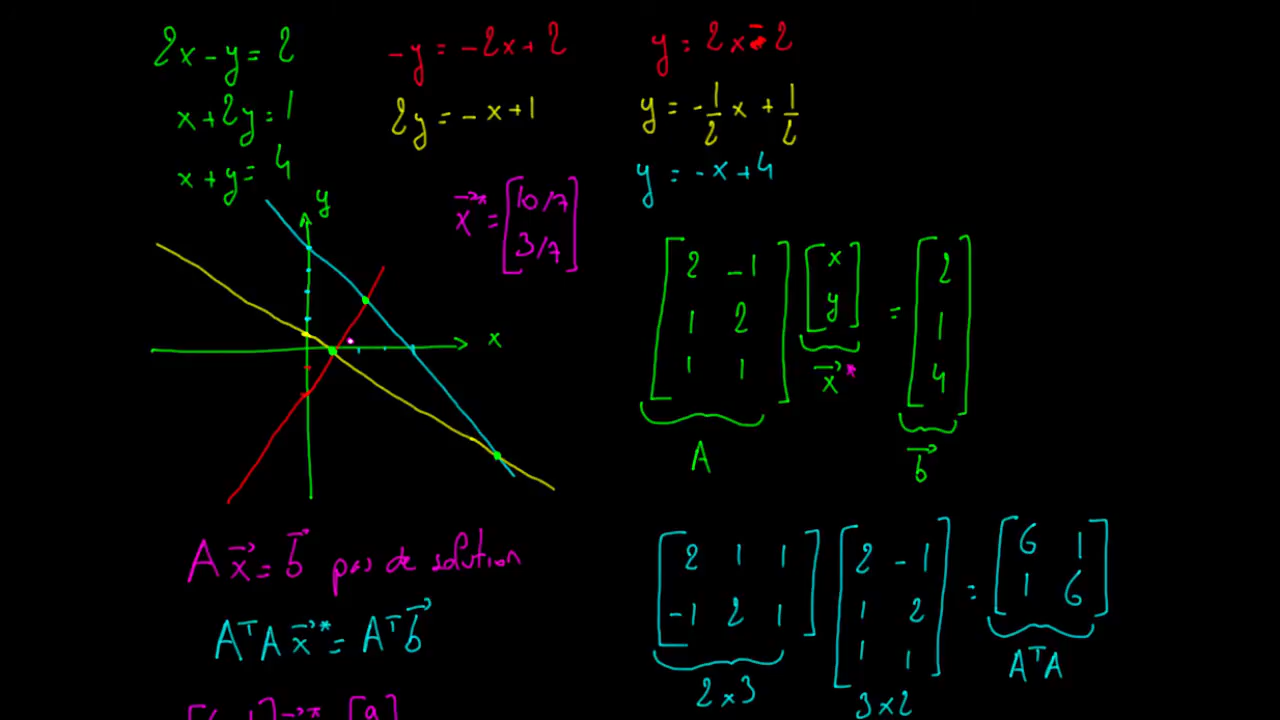 2x - y = 2
x + 2y = 1
x + y = 4
-y = -2x + 2
2y = -x + 1
y = 2x - 2
y = -1/2 x + 1/2
y = -x + 4
y
x
x⃗* = [10/7
3/7]
[2 -1
1 2
1 1] [x
y] = [2
1
4]
A
x⃗*
b⃗
A x⃗ = b⃗ pas de solution
AᵀA x⃗* = Aᵀb⃗
[2 1 1
-1 2 1] [2 -1
1 2
1 1] = [6 1
1 6]
2×3
3×2
AᵀA